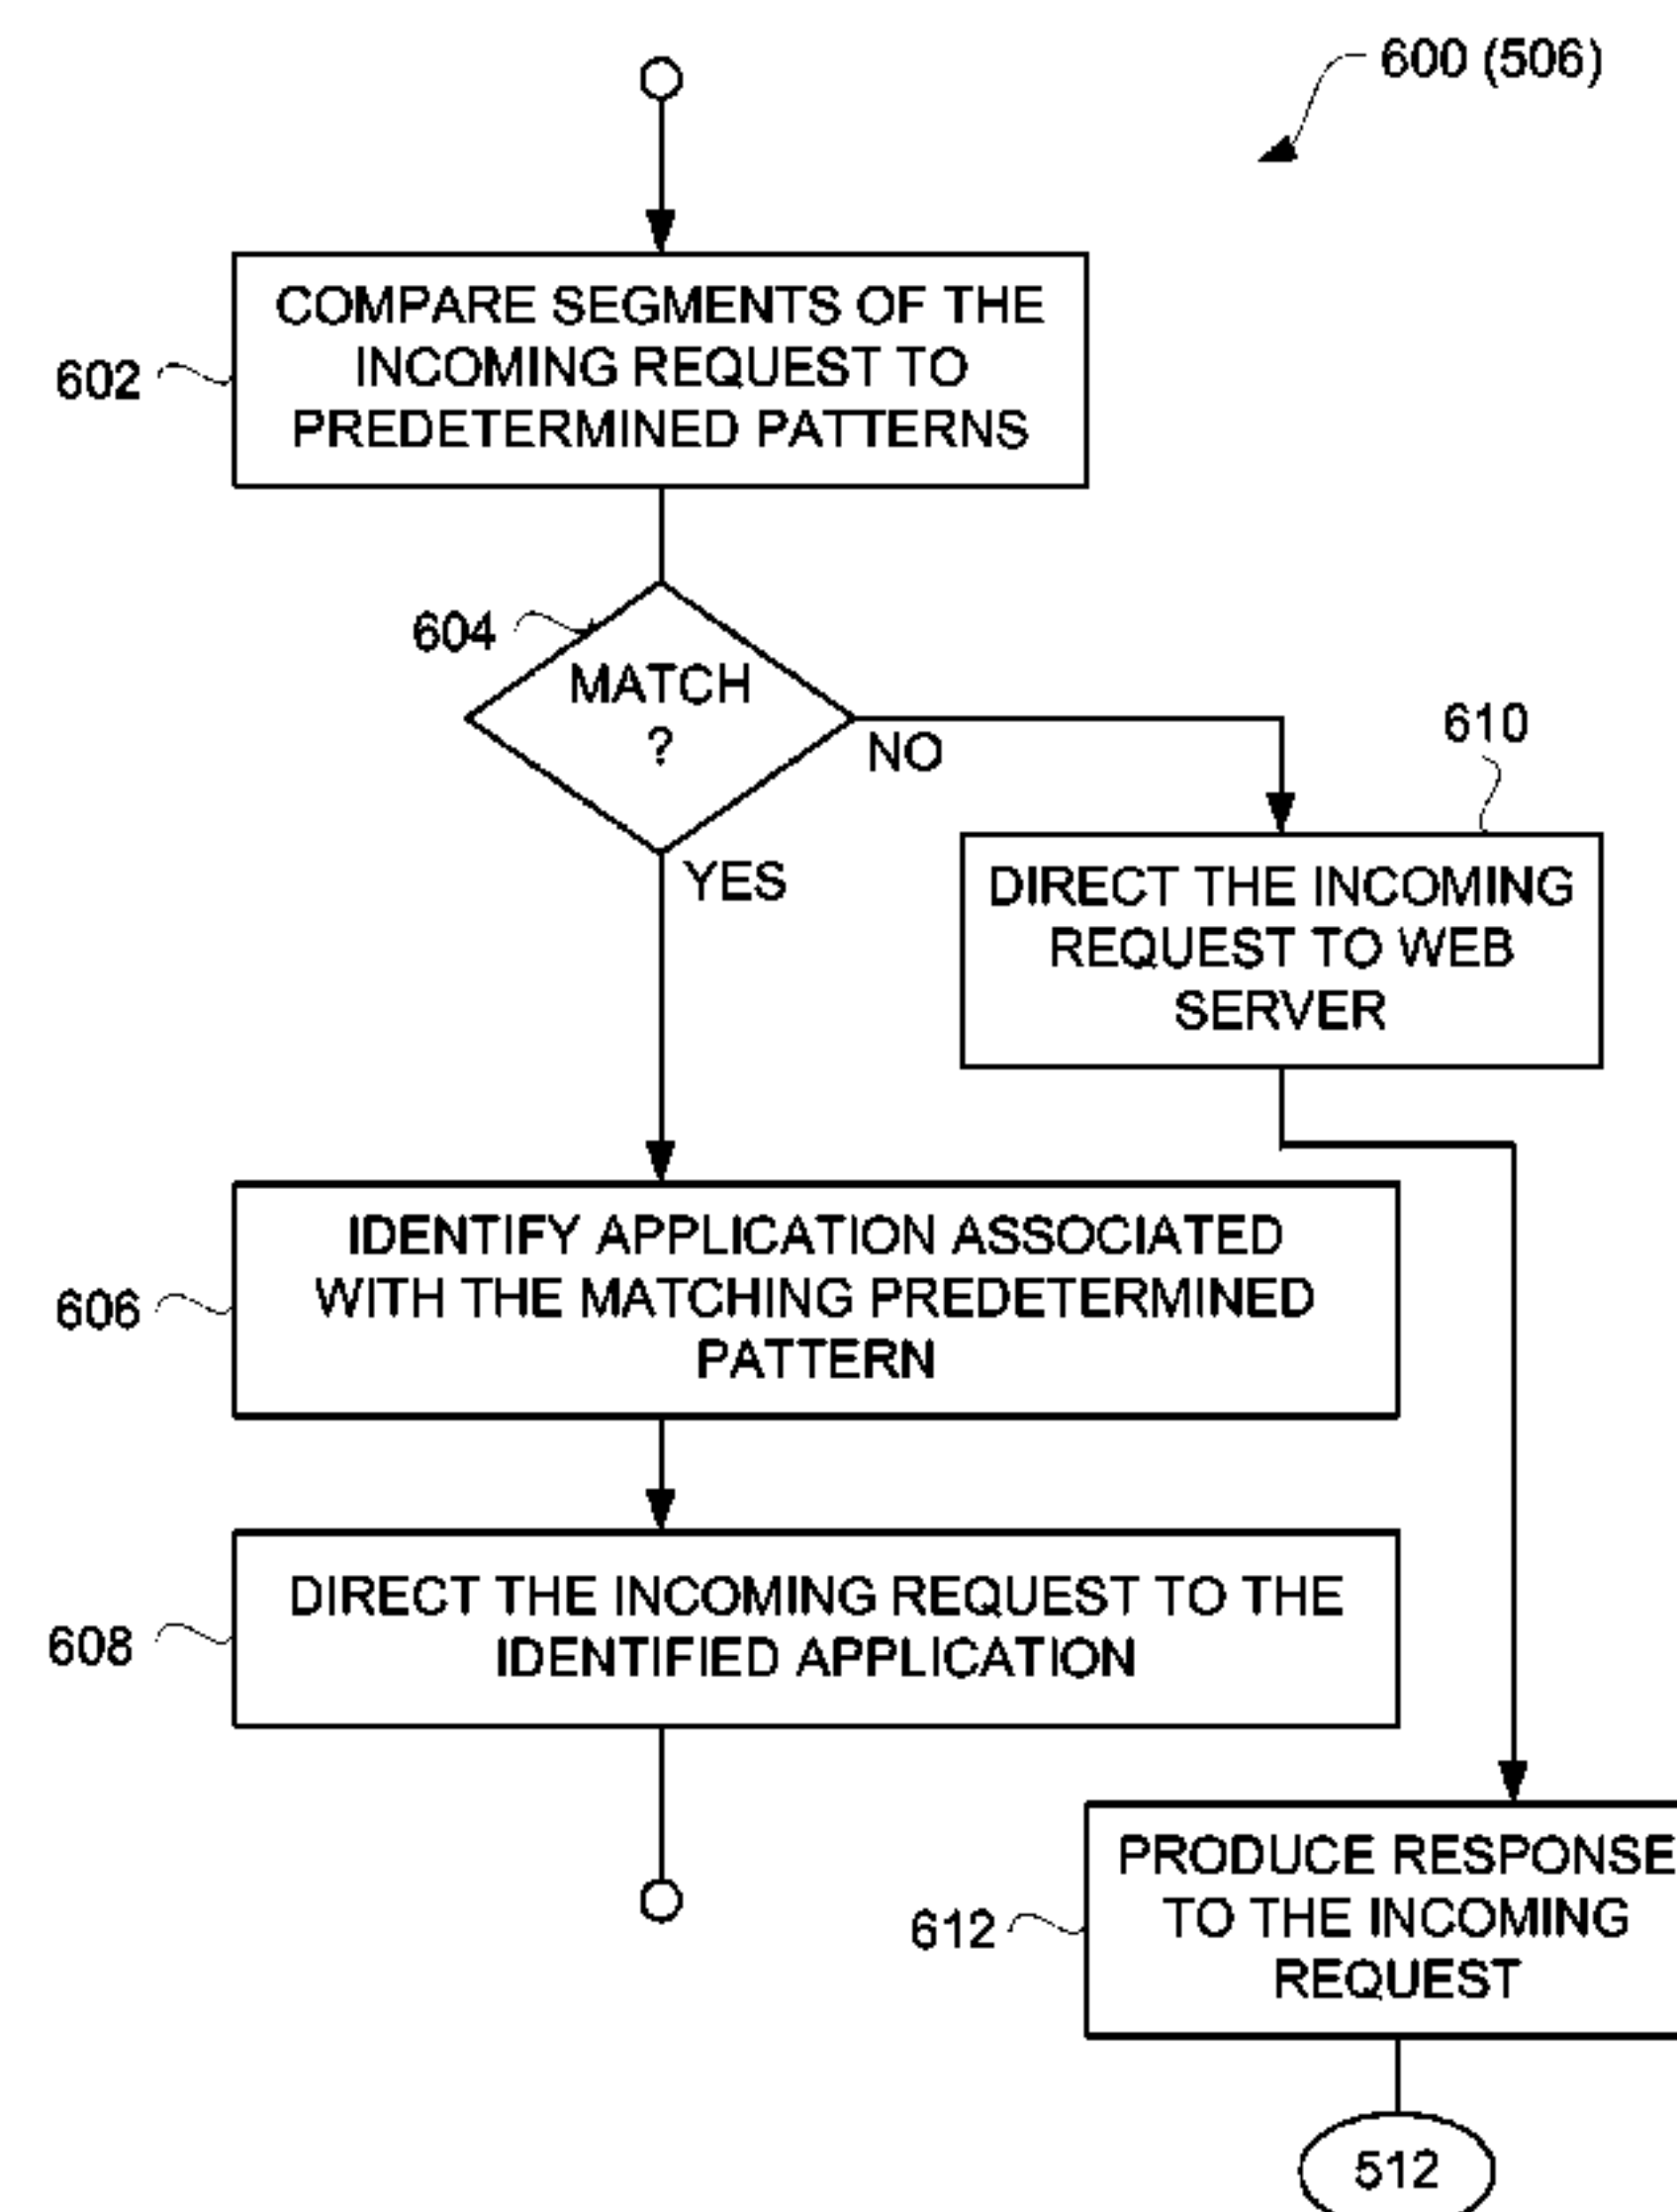 600 (506)
COMPARE SEGMENTS OF THE
INCOMING REQUEST TO
PREDETERMINED PATTERNS
602
604
MATCH
?
NO
YES
610
DIRECT THE INCOMING
REQUEST TO WEB
SERVER
IDENTIFY APPLICATION ASSOCIATED
WITH THE MATCHING PREDETERMINED
PATTERN
606
DIRECT THE INCOMING REQUEST TO THE
IDENTIFIED APPLICATION
608
PRODUCE RESPONSE
TO THE INCOMING
REQUEST
612
512